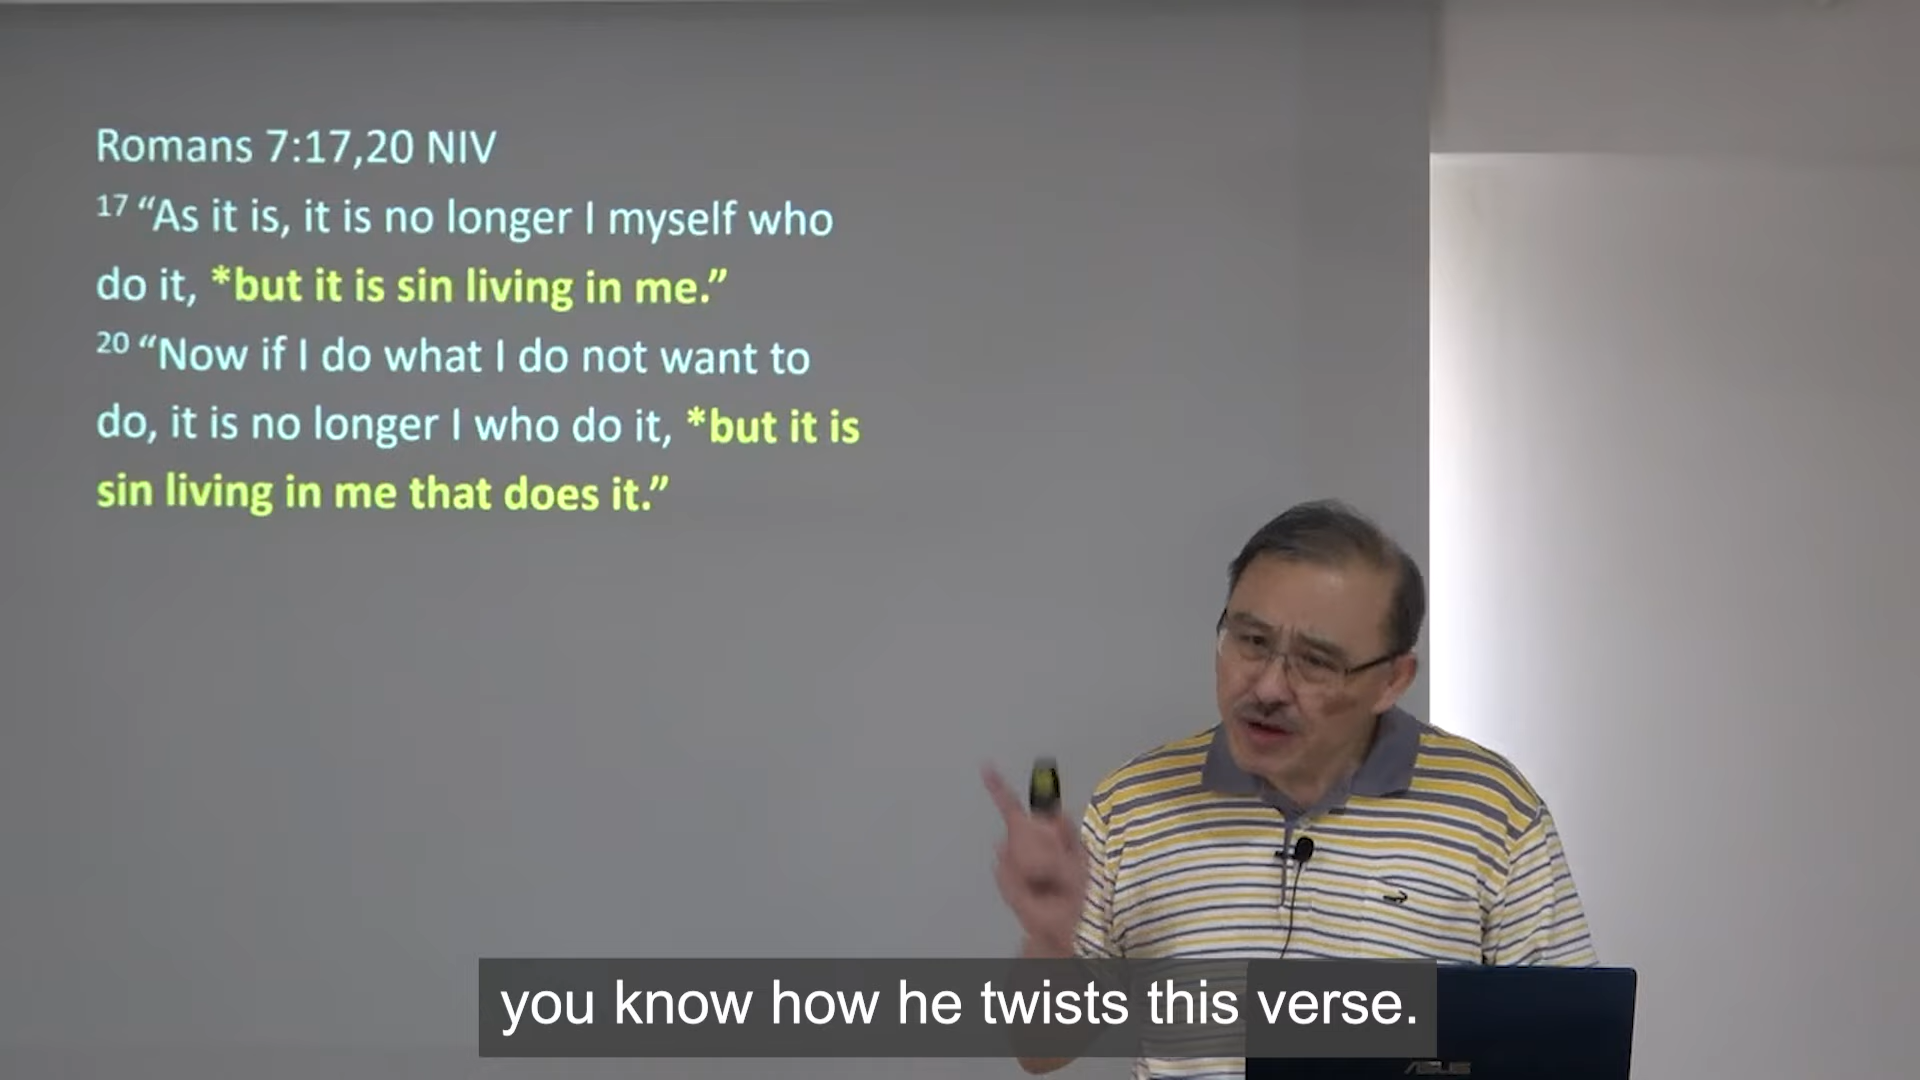 Romans 7:17,20 NIV
17 “As it is, it is no longer I myself who
do it, *but it is sin living in me.”
20 “Now if I do what I do not want to
do, it is no longer I who do it, *but it is
sin living in me that does it.”
you know how he twists this verse.
ASUS